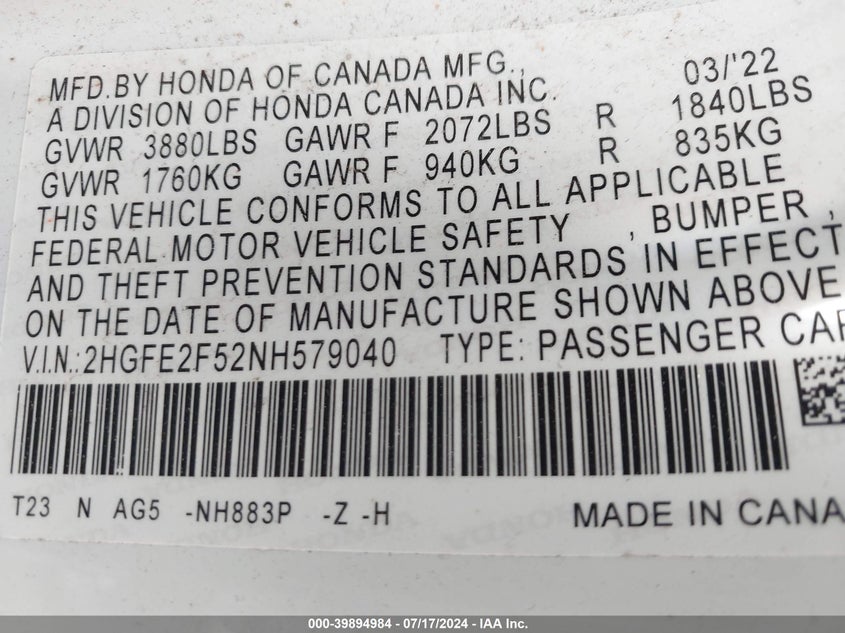 MFD.BY HONDA OF CANADA MFG., 03/'22
A DIVISION OF HONDA CANADA INC.
GVWR 3880LBS GAWR F 2072LBS R 1840LBS
GVWR 1760KG GAWR F 940KG R 835KG
THIS VEHICLE CONFORMS TO ALL APPLICABLE
FEDERAL MOTOR VEHICLE SAFETY , BUMPER ,
AND THEFT PREVENTION STANDARDS IN EFFECT
ON THE DATE OF MANUFACTURE SHOWN ABOVE
V.I.N.: 2HGFE2F52NH579040 TYPE: PASSENGER CAR
T23 N AG5 -NH883P -Z -H MADE IN CANA
000-39894984 - 07/17/2024 - IAA Inc.